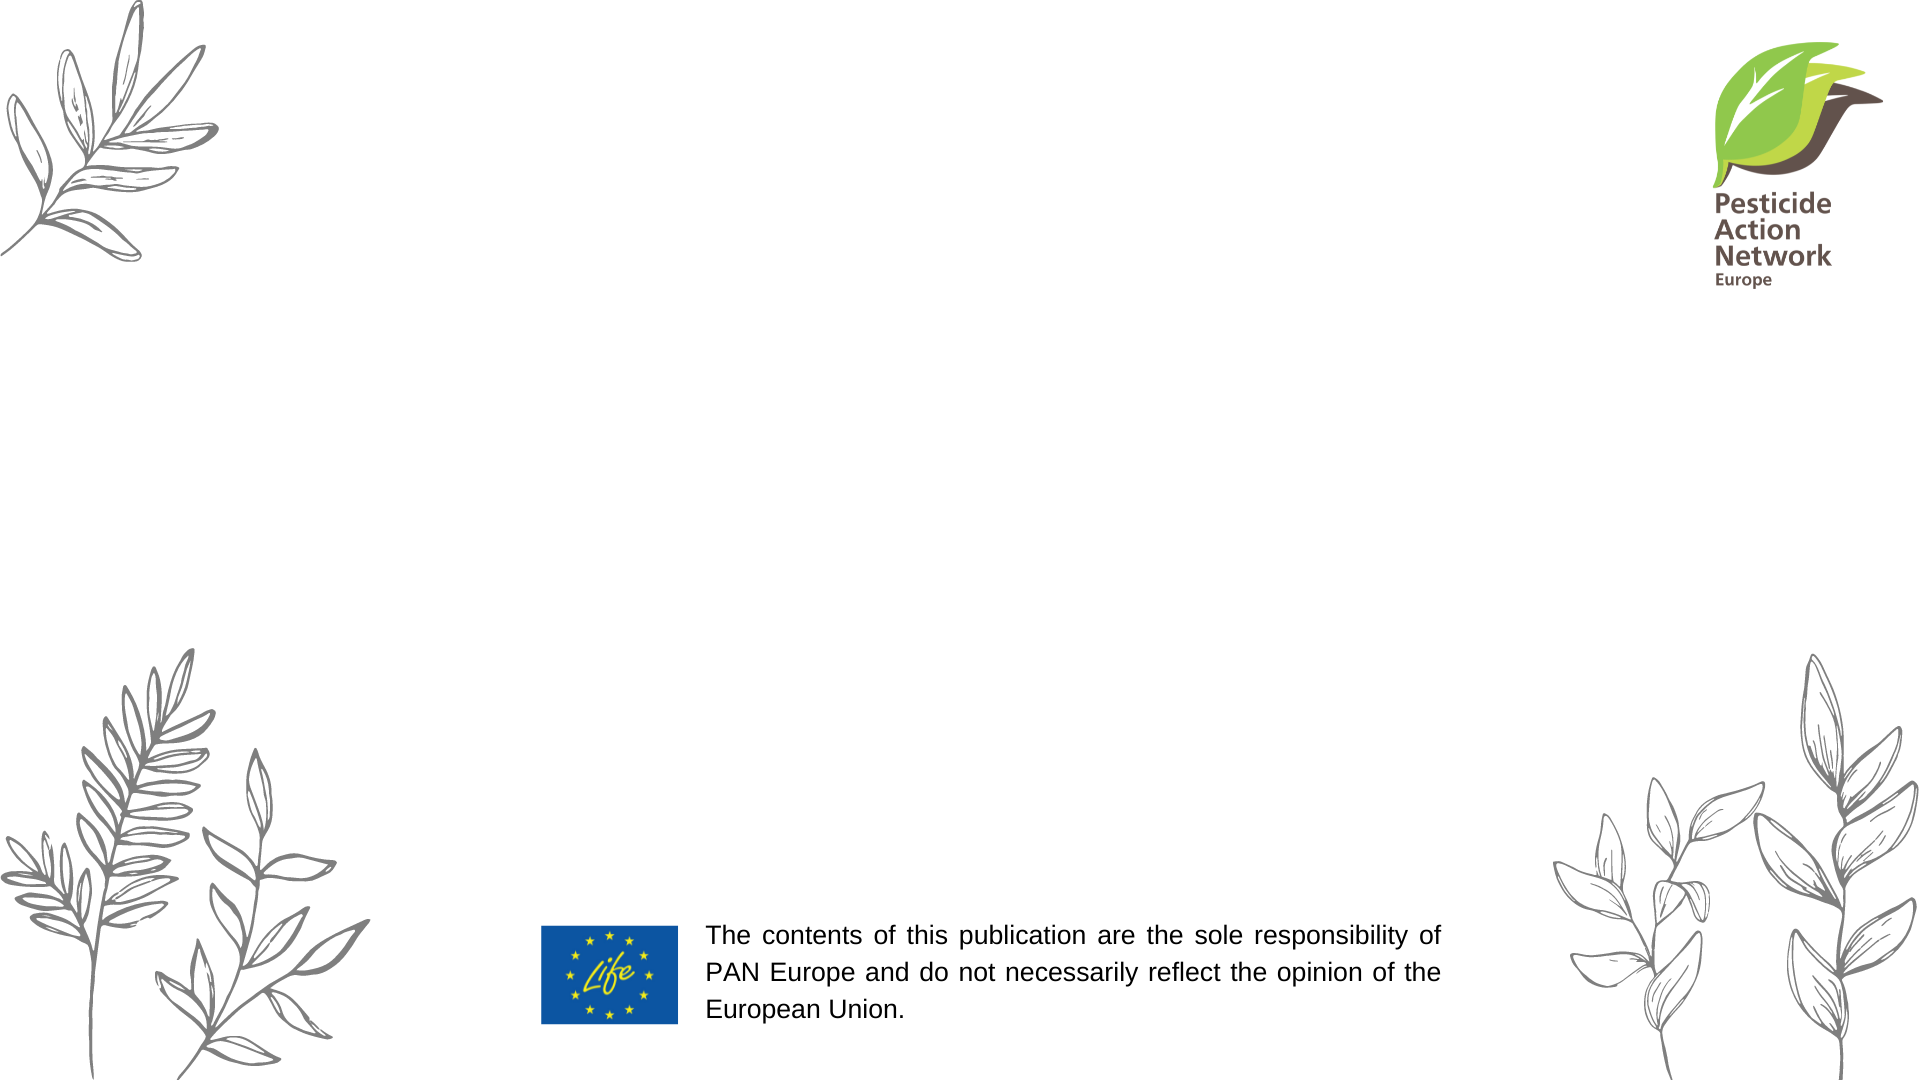 Pesticide
Action
Network
Europe
Life
The contents of this publication are the sole responsibility of
PAN Europe and do not necessarily reflect the opinion of the
European Union.